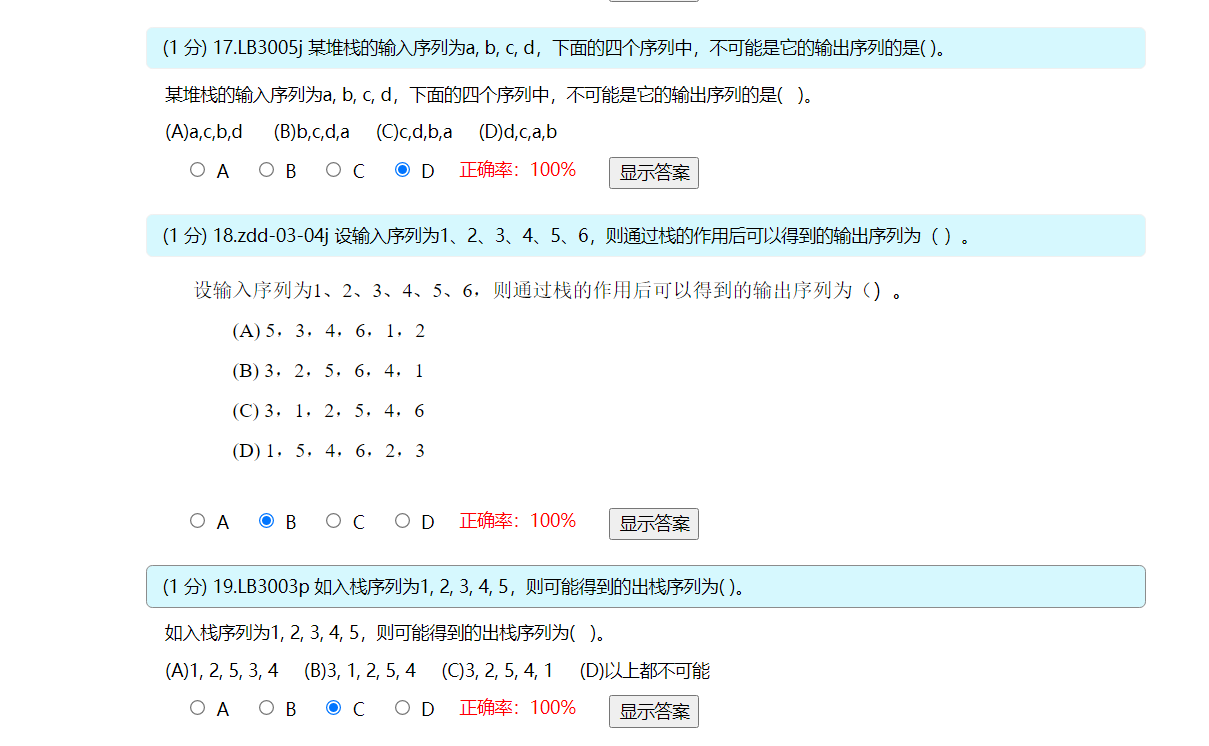 (1 分) 17.LB3005j 某堆栈的输入序列为a, b, c, d，下面的四个序列中，不可能是它的输出序列的是( )。
某堆栈的输入序列为a, b, c, d，下面的四个序列中，不可能是它的输出序列的是( )。
(A)a,c,b,d (B)b,c,d,a (C)c,d,b,a (D)d,c,a,b
A B C D 正确率：100% 显示答案
(1 分) 18.zdd-03-04j 设输入序列为1、2、3、4、5、6，则通过栈的作用后可以得到的输出序列为（ ）。
设输入序列为1、2、3、4、5、6，则通过栈的作用后可以得到的输出序列为（）。
(A) 5，3，4，6，1，2
(B) 3，2，5，6，4，1
(C) 3，1，2，5，4，6
(D) 1，5，4，6，2，3
A B C D 正确率：100% 显示答案
(1 分) 19.LB3003p 如入栈序列为1, 2, 3, 4, 5，则可能得到的出栈序列为( )。
如入栈序列为1, 2, 3, 4, 5，则可能得到的出栈序列为( )。
(A)1, 2, 5, 3, 4 (B)3, 1, 2, 5, 4 (C)3, 2, 5, 4, 1 (D)以上都不可能
A B C D 正确率：100% 显示答案